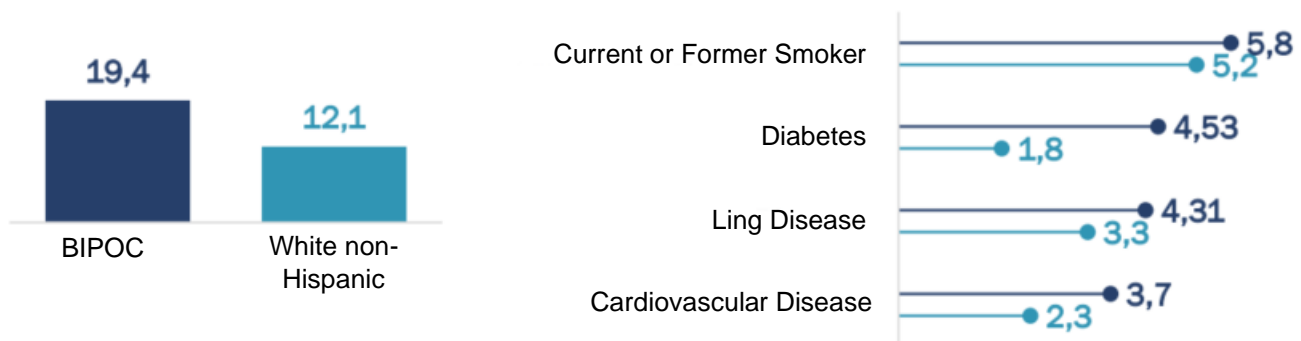 19,4
12,1
BIPOC
White non-
Hispanic
Current or Former Smoker
5,8
5,2
Diabetes
4,53
1,8
Ling Disease
4,31
3,3
Cardiovascular Disease
3,7
2,3